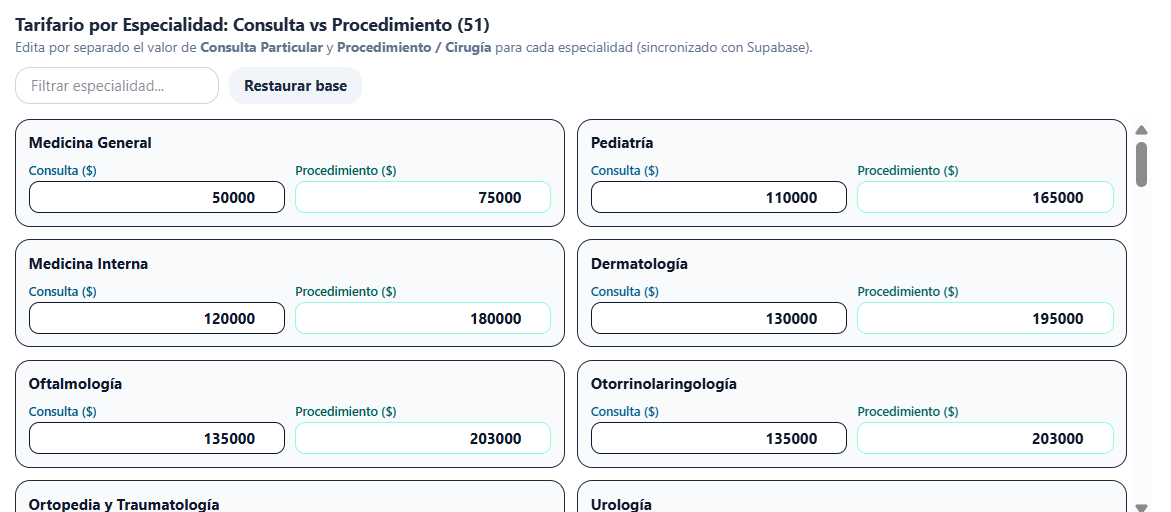 Tarifario por Especialidad: Consulta vs Procedimiento (51)
Edita por separado el valor de Consulta Particular y Procedimiento / Cirugía para cada especialidad (sincronizado con Supabase).
Filtrar especialidad... Restaurar base
Medicina General
Consulta ($) Procedimiento ($)
50000 75000
Pediatría
Consulta ($) Procedimiento ($)
110000 165000
Medicina Interna
Consulta ($) Procedimiento ($)
120000 180000
Dermatología
Consulta ($) Procedimiento ($)
130000 195000
Oftalmología
Consulta ($) Procedimiento ($)
135000 203000
Otorrinolaringología
Consulta ($) Procedimiento ($)
135000 203000
Ortopedia y Traumatología
Urología